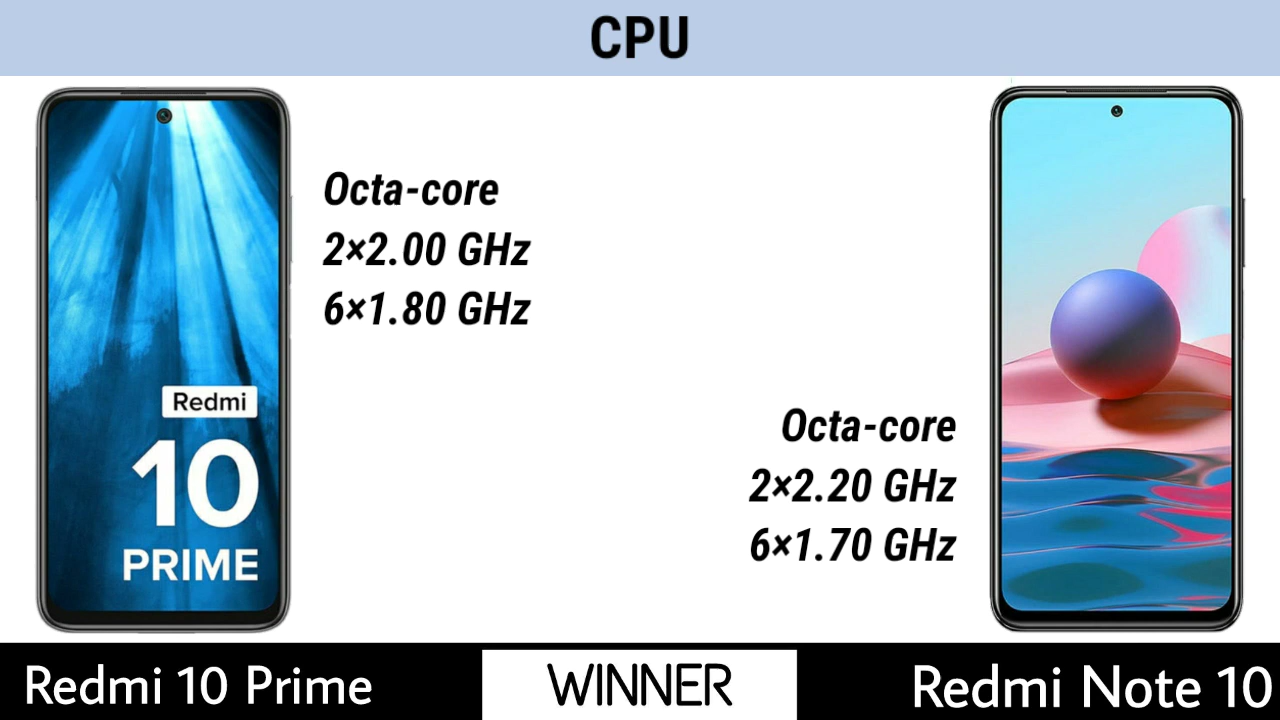 CPU
Octa-core
2×2.00 GHz
6×1.80 GHz
Redmi
10
PRIME
Octa-core
2×2.20 GHz
6×1.70 GHz
Redmi 10 Prime
WINNER
Redmi Note 10